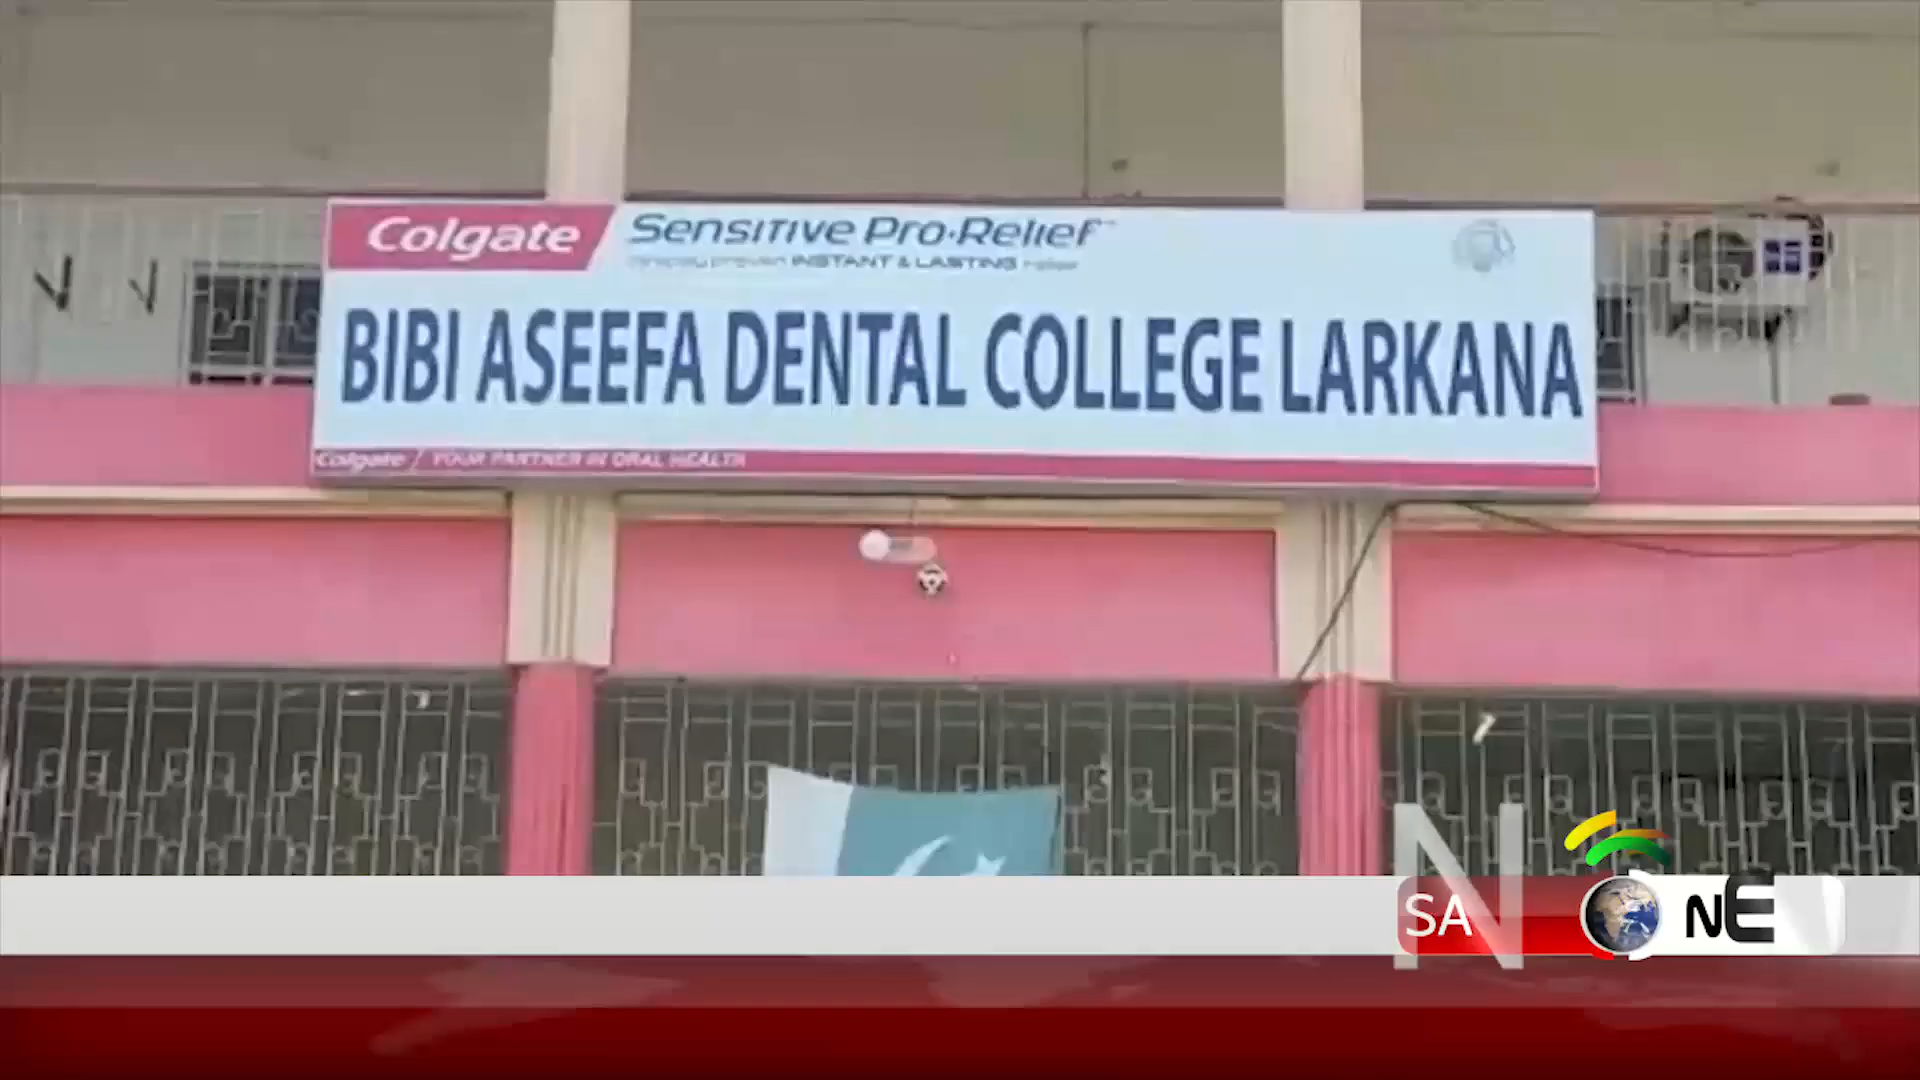 Colgate Sensitive Pro-Relief™
INSTANT & LASTING relief
BIBI ASEEFA DENTAL COLLEGE LARKANA
Colgate / YOUR PARTNER IN ORAL HEALTH
SA N NE